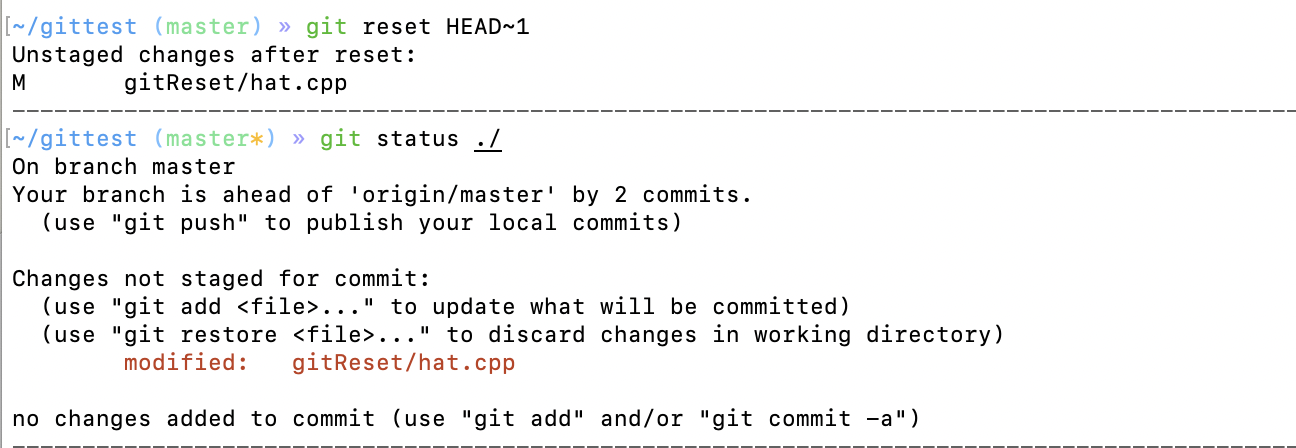 [~/gittest (master) » git reset HEAD~1
Unstaged changes after reset:
M       gitReset/hat.cpp
[~/gittest (master*) » git status ./
On branch master
Your branch is ahead of 'origin/master' by 2 commits.
  (use "git push" to publish your local commits)

Changes not staged for commit:
  (use "git add <file>..." to update what will be committed)
  (use "git restore <file>..." to discard changes in working directory)
        modified:   gitReset/hat.cpp

no changes added to commit (use "git add" and/or "git commit -a")